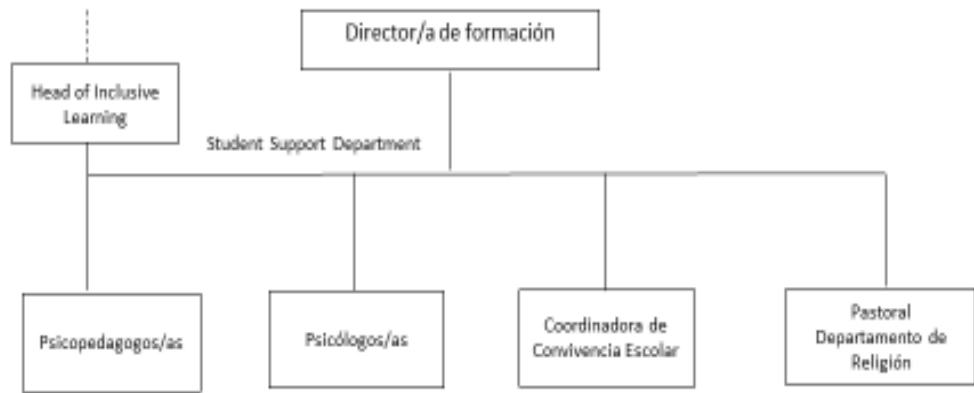 Director/a de formación
Head of Inclusive
Learning
Student Support Department
Psicopedagogos/as
Psicólogos/as
Coordinadora de
Convivencia Escolar
Pastoral
Departamento de
Religión